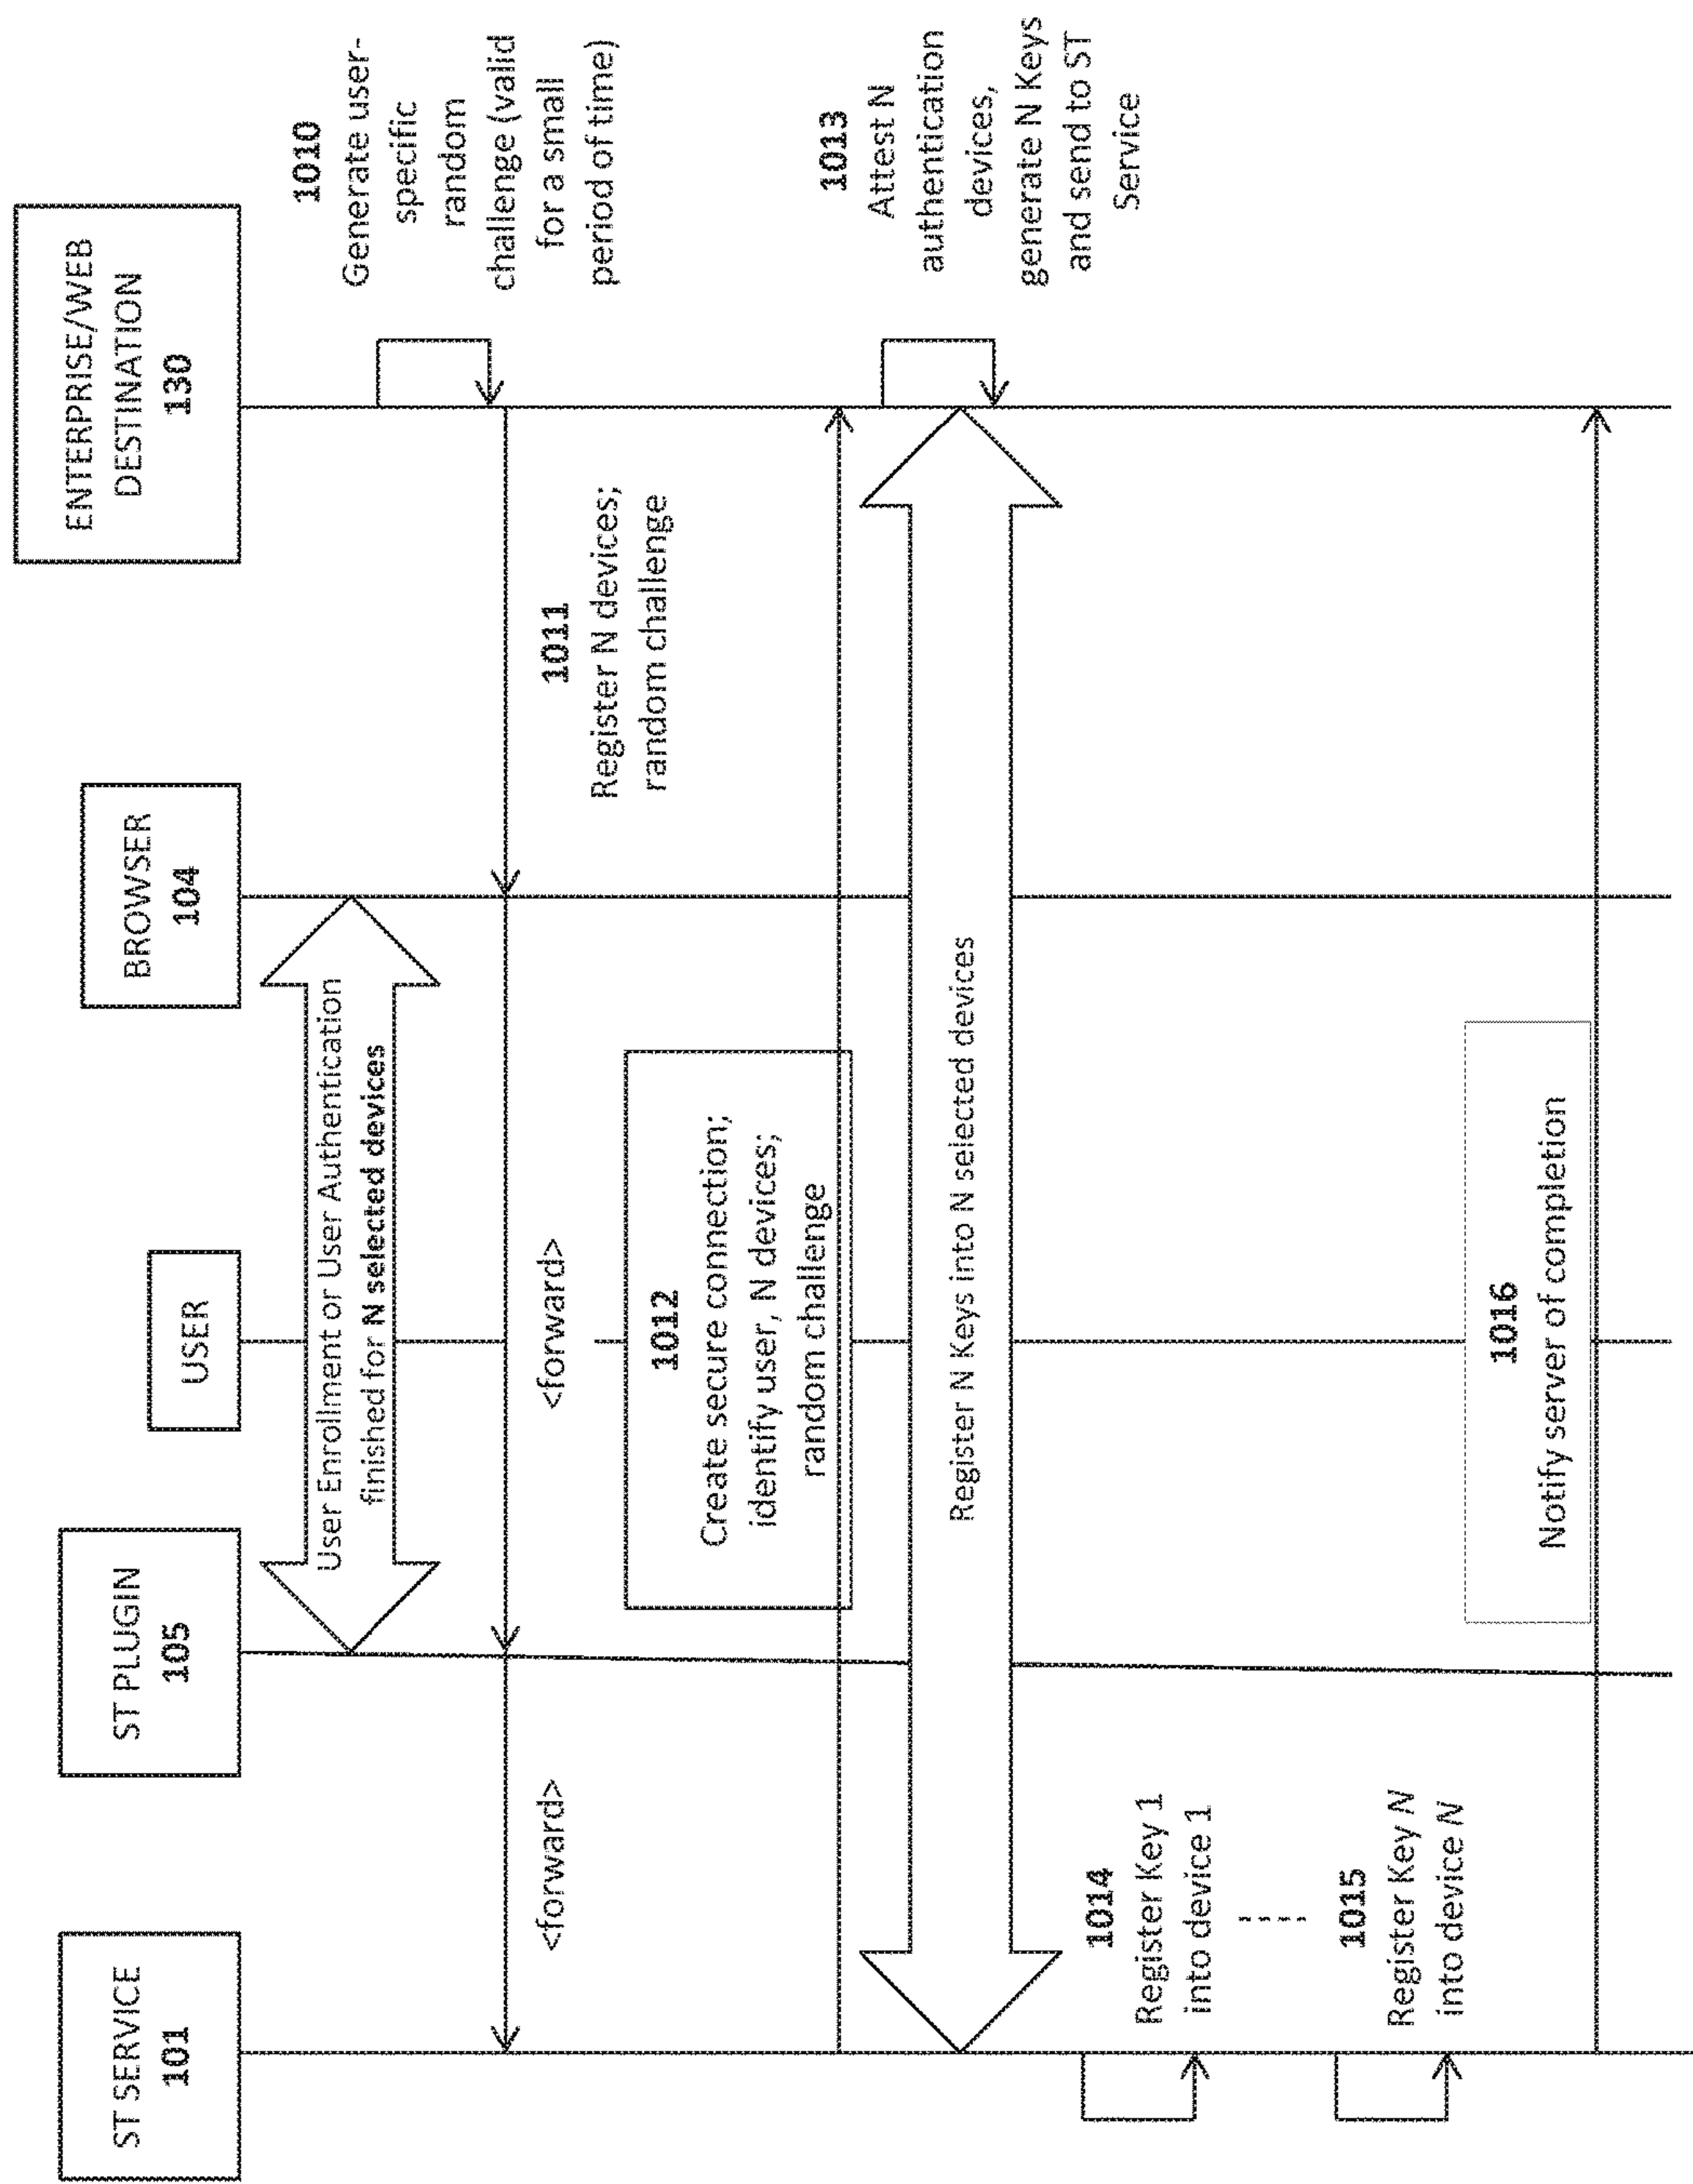 ST SERVICE
101
ST PLUGIN
105
USER
BROWSER
104
ENTERPRISE/WEB
DESTINATION
130
User Enrollment or User Authentication
finished for N selected devices
1010
Generate user-
specific
random
challenge (valid
for a small
period of time)
1011
Register N devices;
random challenge
<forward>
<forward>
1012
Create secure connection;
identify user, N devices;
random challenge
1013
Attest N
authentication
devices,
generate N Keys
and send to ST
Service
Register N Keys into N selected devices
1014
Register Key 1
into device 1
1015
Register Key N
into device N
1016
Notify server of completion